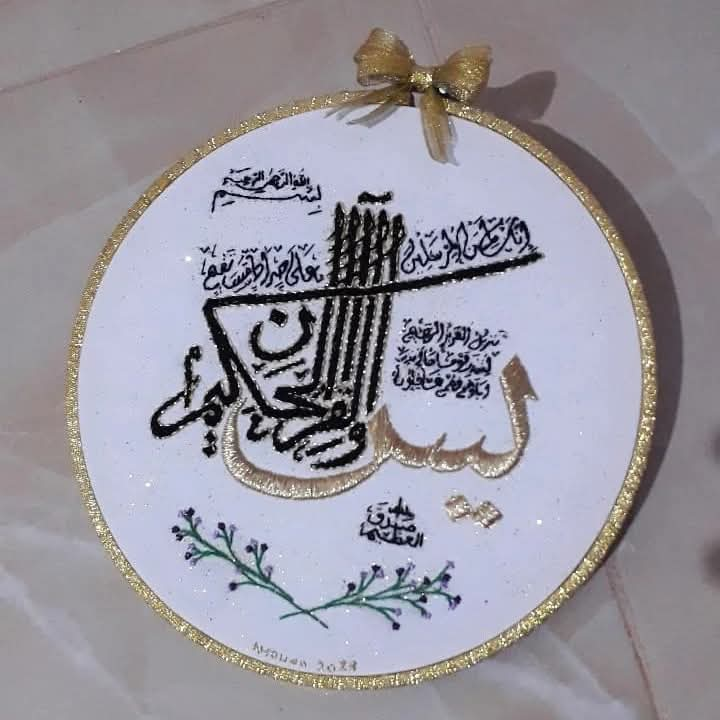 بسم الله الرحمن الرحيم
يس
والقرآن الحكيم
إنك لمن المرسلين
على صراط مستقيم
تنزيل العزيز الرحيم
لتنذر قوما ما أنذر
آباؤهم فهم غافلون
صدق الله
العظيم
2023